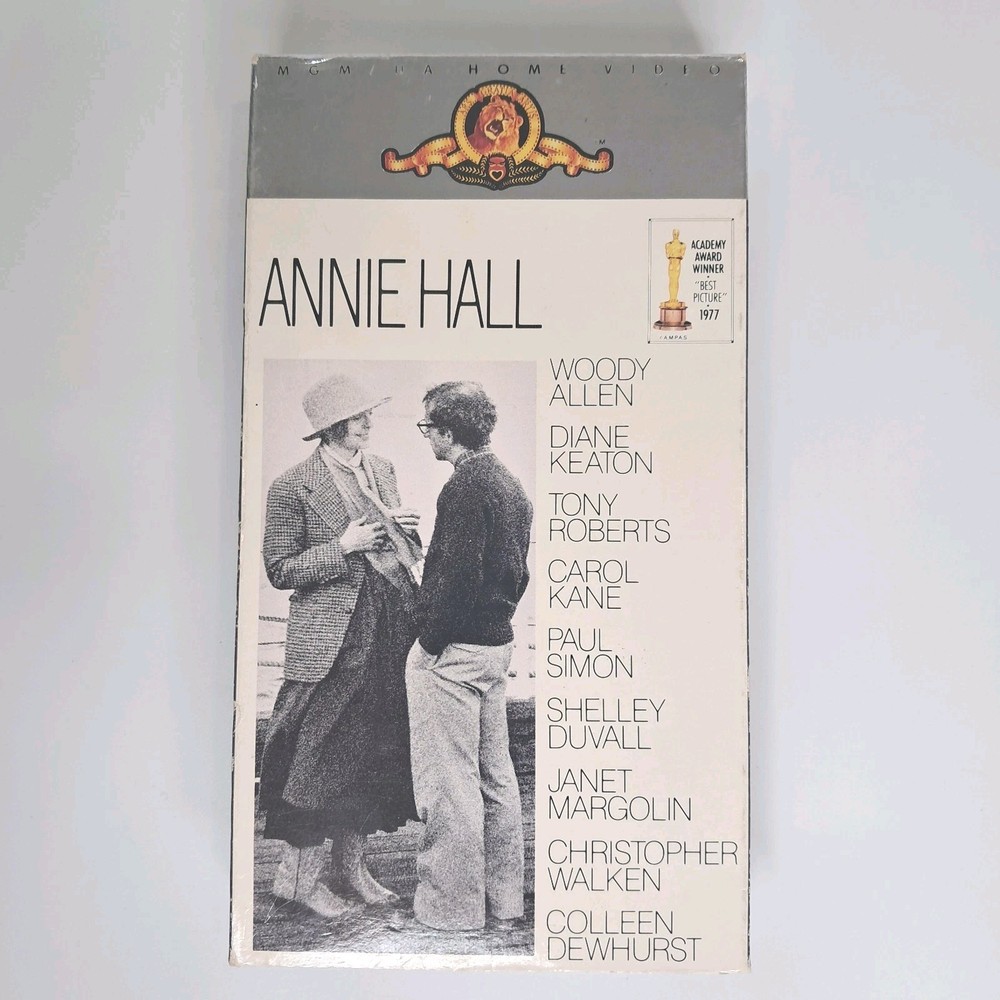 MGM/UA HOME VIDEO
ANNIE HALL
ACADEMY
AWARD
WINNER
"BEST
PICTURE"
1977
AMPAS
WOODY
ALLEN
DIANE
KEATON
TONY
ROBERTS
CAROL
KANE
PAUL
SIMON
SHELLEY
DUVALL
JANET
MARGOLIN
CHRISTOPHER
WALKEN
COLLEEN
DEWHURST